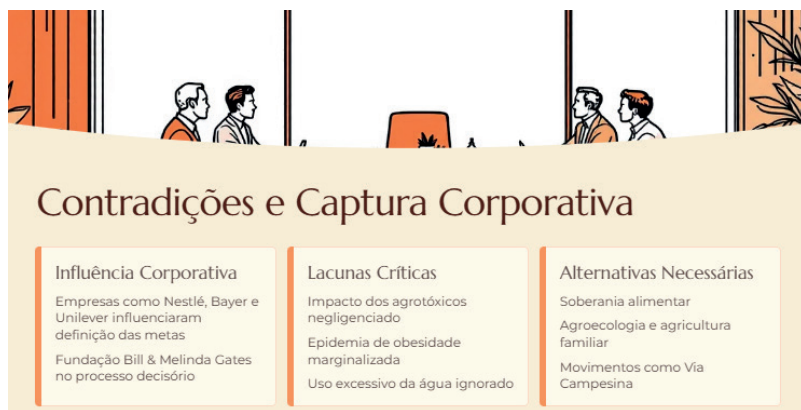 Contradições e Captura Corporativa
Influência Corporativa
Empresas como Nestlé, Bayer e
Unilever influenciaram
definição das metas
Fundação Bill & Melinda Gates
no processo decisório
Lacunas Críticas
Impacto dos agrotóxicos
negligenciado
Epidemia de obesidade
marginalizada
Uso excessivo da água ignorado
Alternativas Necessárias
Soberania alimentar
Agroecologia e agricultura
familiar
Movimentos como Via
Campesina